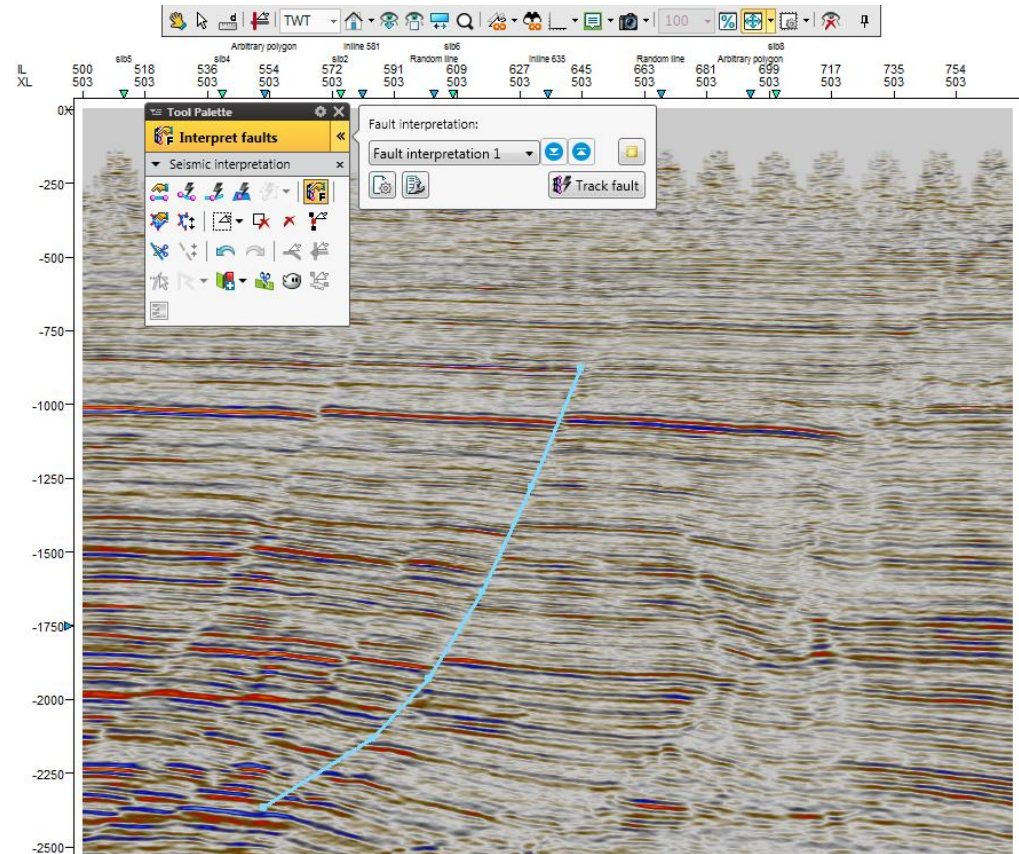 TWT
100
Arbitrary polygon Inline 581 slb6 slb8
slb5 slb4 slb2 Random line Inline 635 Random line Arbitrary polygon
IL 500 518 536 554 572 591 609 627 645 663 681 699 717 735 754
XL 503 503 503 503 503 503 503 503 503 503 503 503 503 503 503
Tool Palette
Interpret faults
Seismic interpretation
Fault interpretation:
Fault interpretation 1
Track fault
-250
-500
-750
-1000
-1250
-1500
-1750
-2000
-2250
-2500